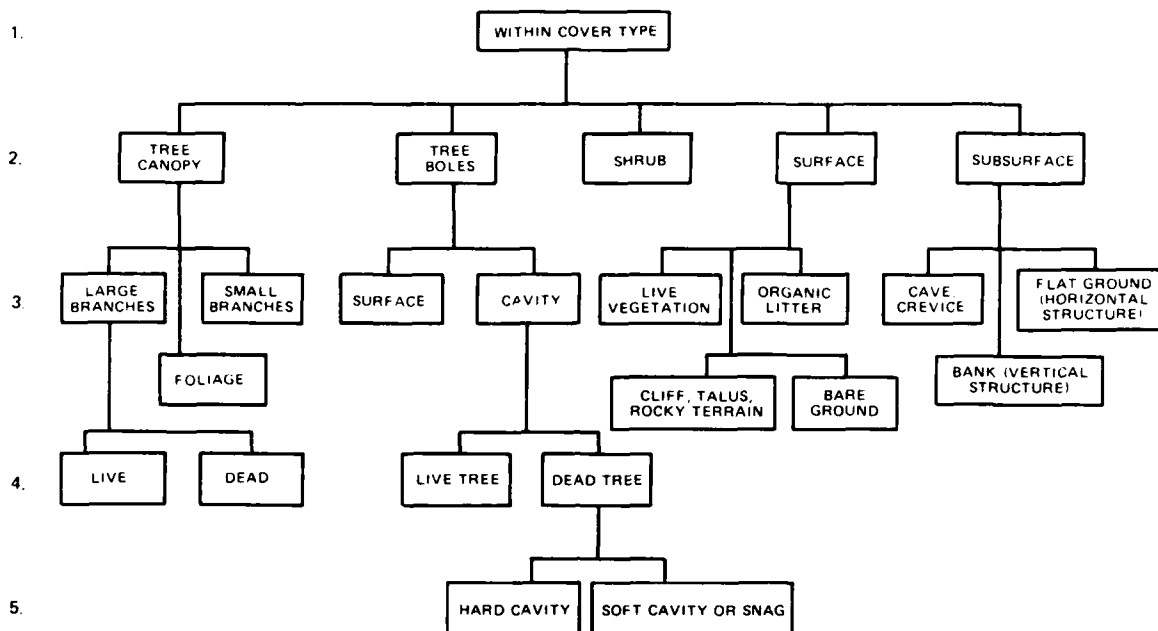 1.
WITHIN COVER TYPE
2.
TREE
CANOPY
TREE
BOLES
SHRUB
SURFACE
SUBSURFACE
3.
LARGE
BRANCHES
SMALL
BRANCHES
FOLIAGE
SURFACE
CAVITY
LIVE
VEGETATION
ORGANIC
LITTER
CLIFF, TALUS,
ROCKY TERRAIN
BARE
GROUND
CAVE,
CREVICE
FLAT GROUND
(HORIZONTAL
STRUCTURE)
BANK (VERTICAL
STRUCTURE)
4.
LIVE
DEAD
LIVE TREE
DEAD TREE
5.
HARD CAVITY
SOFT CAVITY OR SNAG